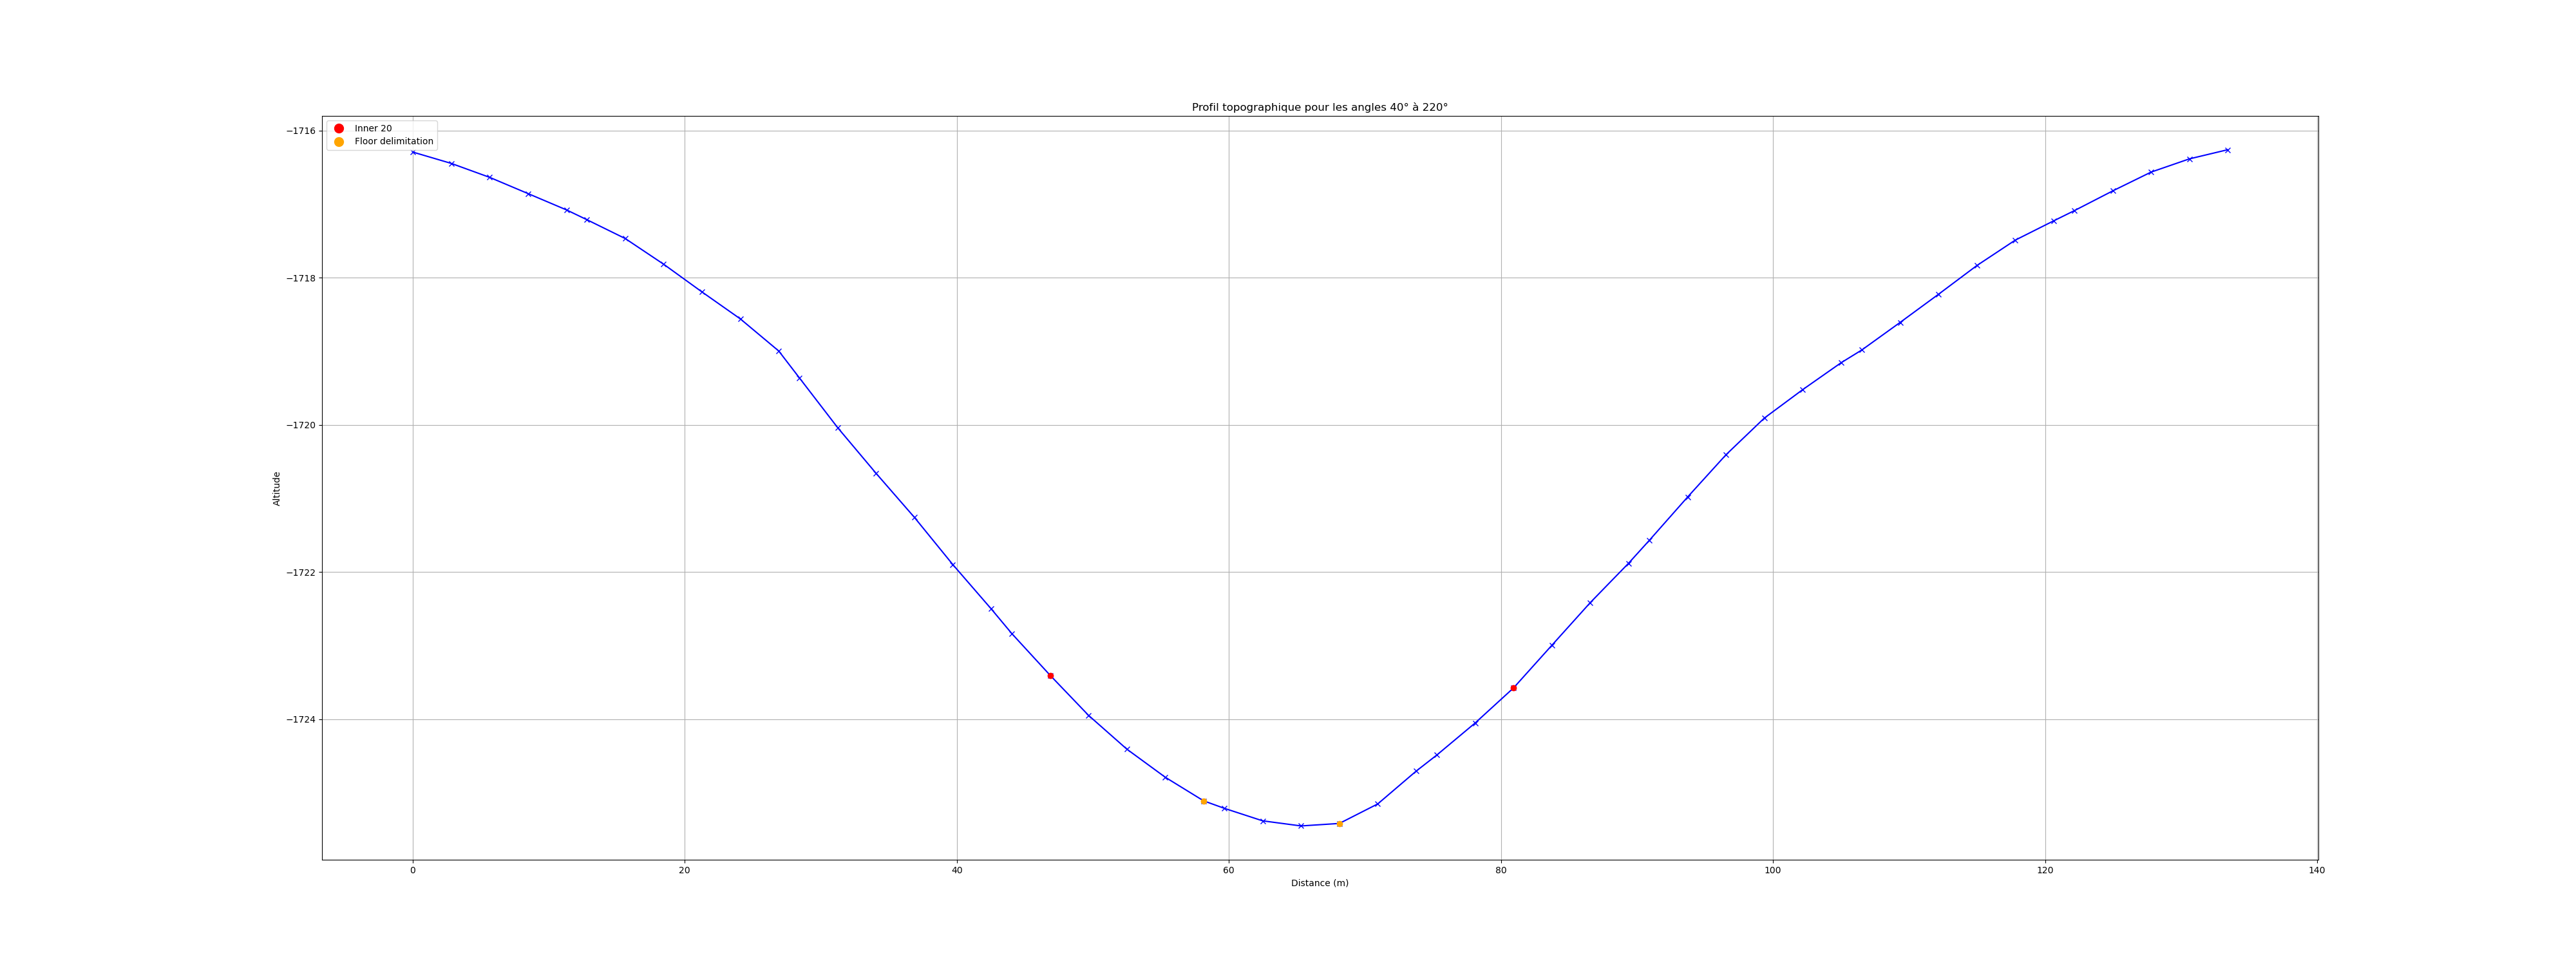 Profil topographique pour les angles 40° à 220°
Inner 20
Floor delimitation
−1716
−1718
−1720
−1722
−1724
Altitude
0 20 40 60 80 100 120 140
Distance (m)